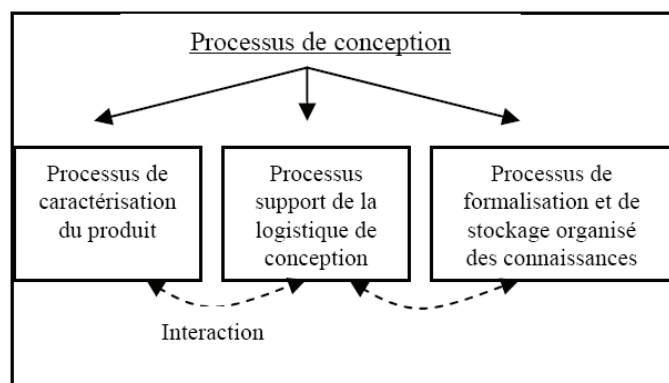 Processus de conception
Processus de
caractérisation
du produit
Processus
support de la
logistique de
conception
Processus de
formalisation et de
stockage organisé
des connaissances
Interaction